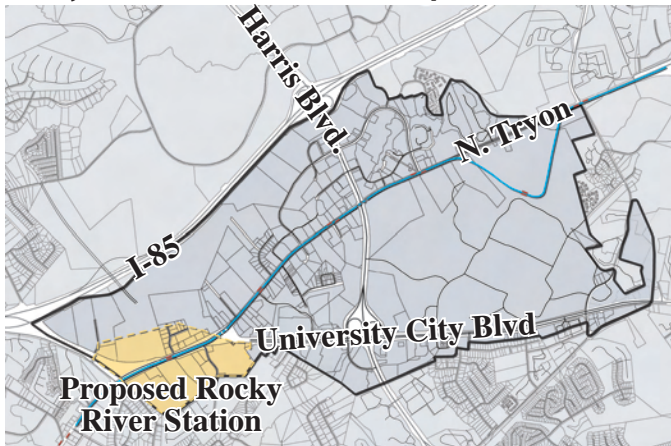 Harris Blvd.
N. Tryon
I-85
University City Blvd
Proposed Rocky
River Station